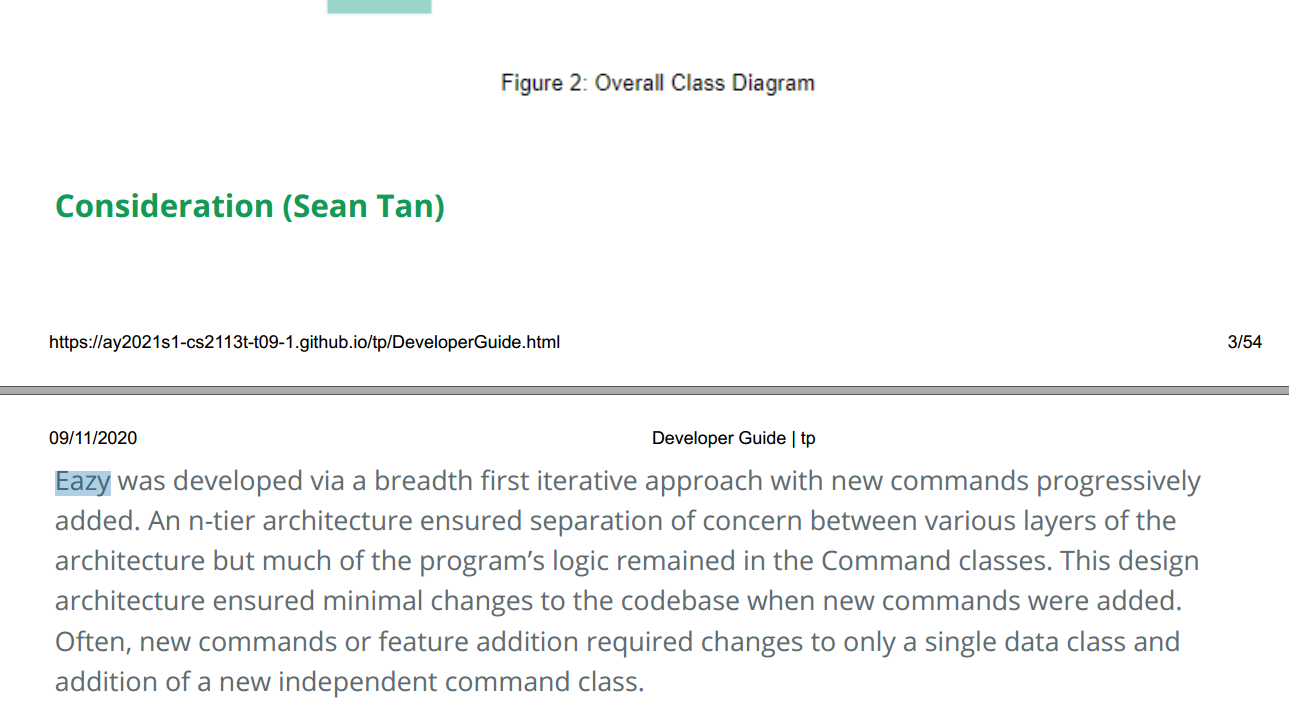 Figure 2: Overall Class Diagram
Consideration (Sean Tan)
https://ay2021s1-cs2113t-t09-1.github.io/tp/DeveloperGuide.html 3/54
09/11/2020 Developer Guide | tp
Eazy was developed via a breadth first iterative approach with new commands progressively
added. An n-tier architecture ensured separation of concern between various layers of the
architecture but much of the program’s logic remained in the Command classes. This design
architecture ensured minimal changes to the codebase when new commands were added.
Often, new commands or feature addition required changes to only a single data class and
addition of a new independent command class.